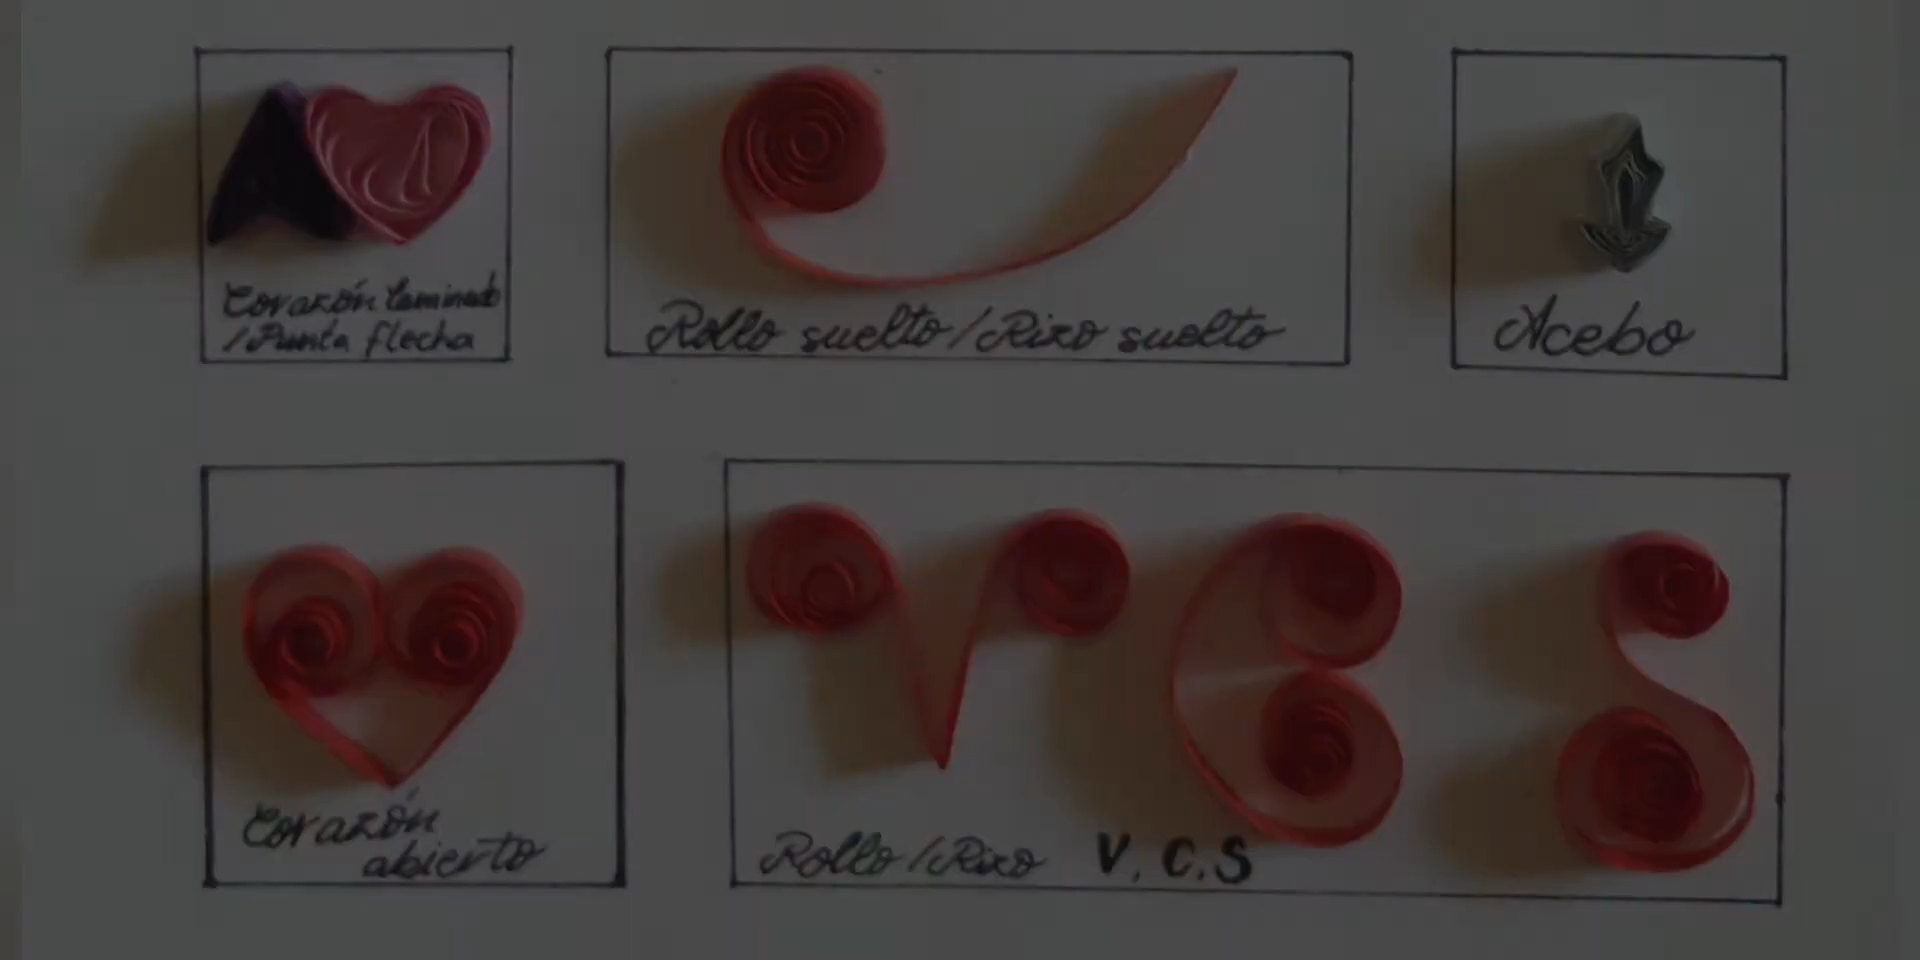 Corazón laminado
/Punta flecha
Rollo suelto/Rizo suelto
Acebo
Corazón
abierto
Rollo/Rizo V.C.S